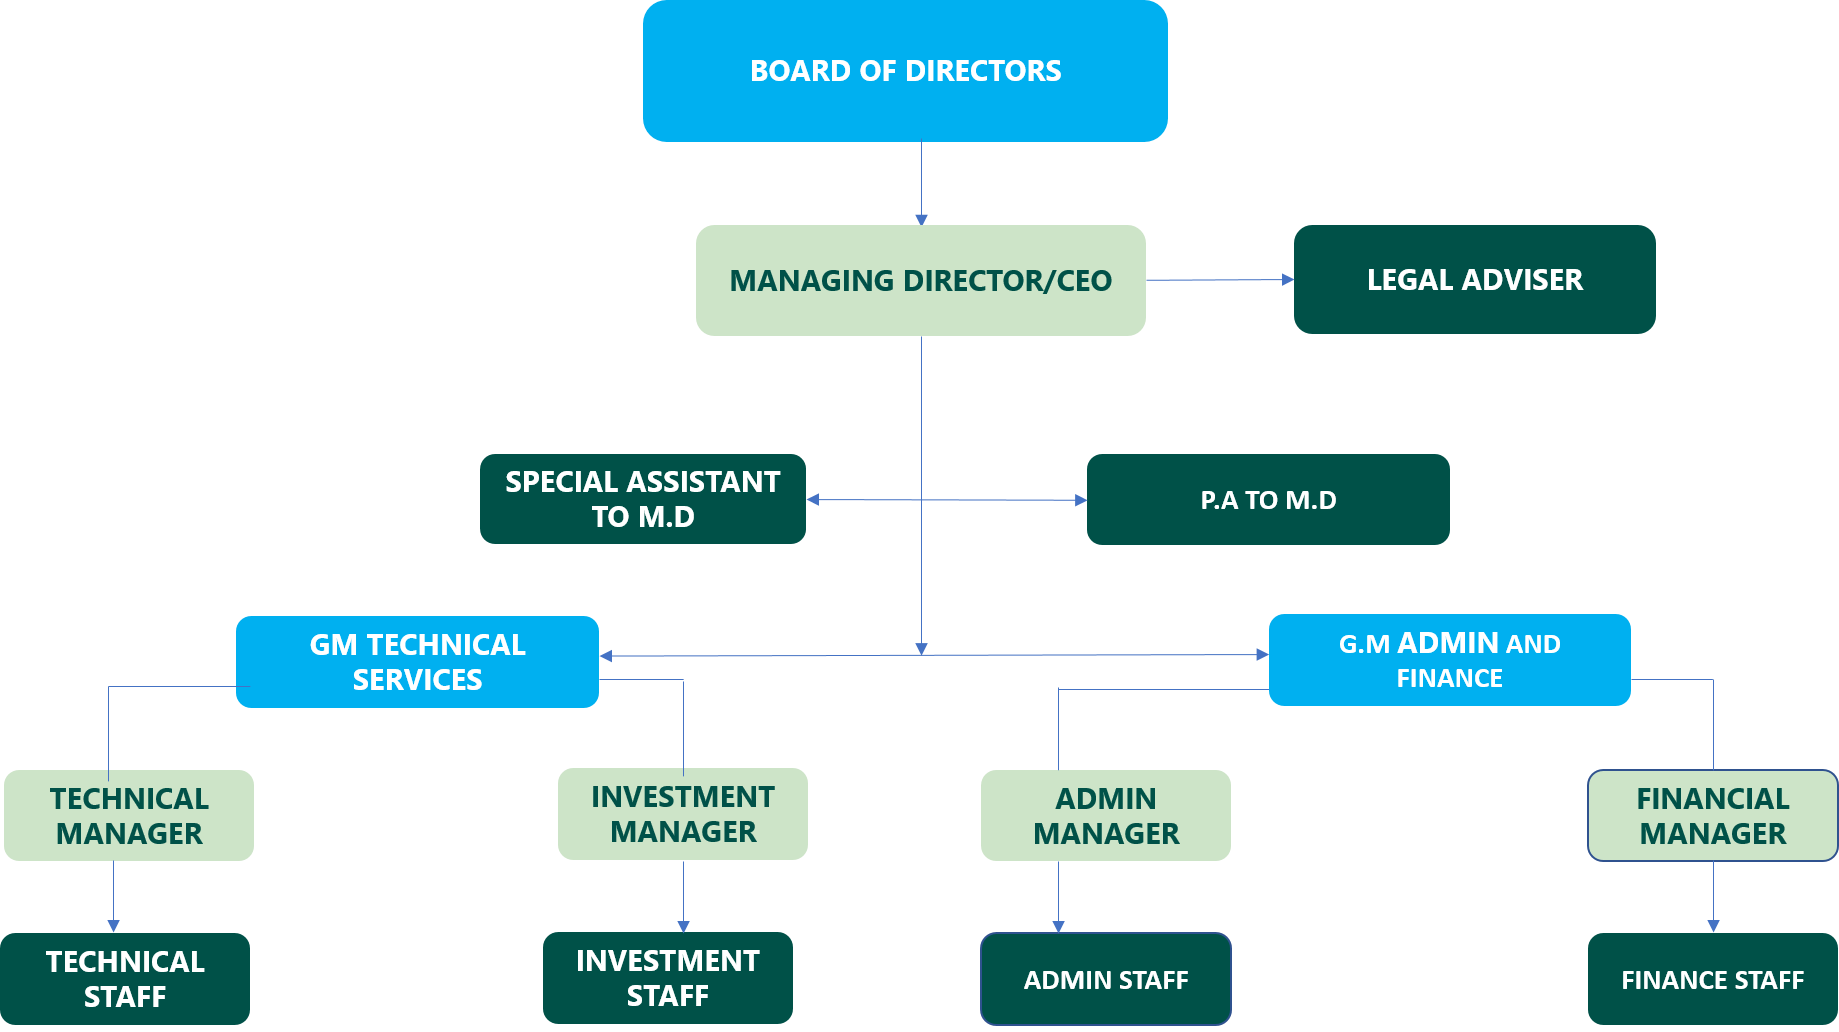 BOARD OF DIRECTORS
MANAGING DIRECTOR/CEO
LEGAL ADVISER
SPECIAL ASSISTANT
TO M.D
P.A TO M.D
GM TECHNICAL
SERVICES
G.M ADMIN AND
FINANCE
TECHNICAL
MANAGER
INVESTMENT
MANAGER
ADMIN
MANAGER
FINANCIAL
MANAGER
TECHNICAL
STAFF
INVESTMENT
STAFF
ADMIN STAFF
FINANCE STAFF